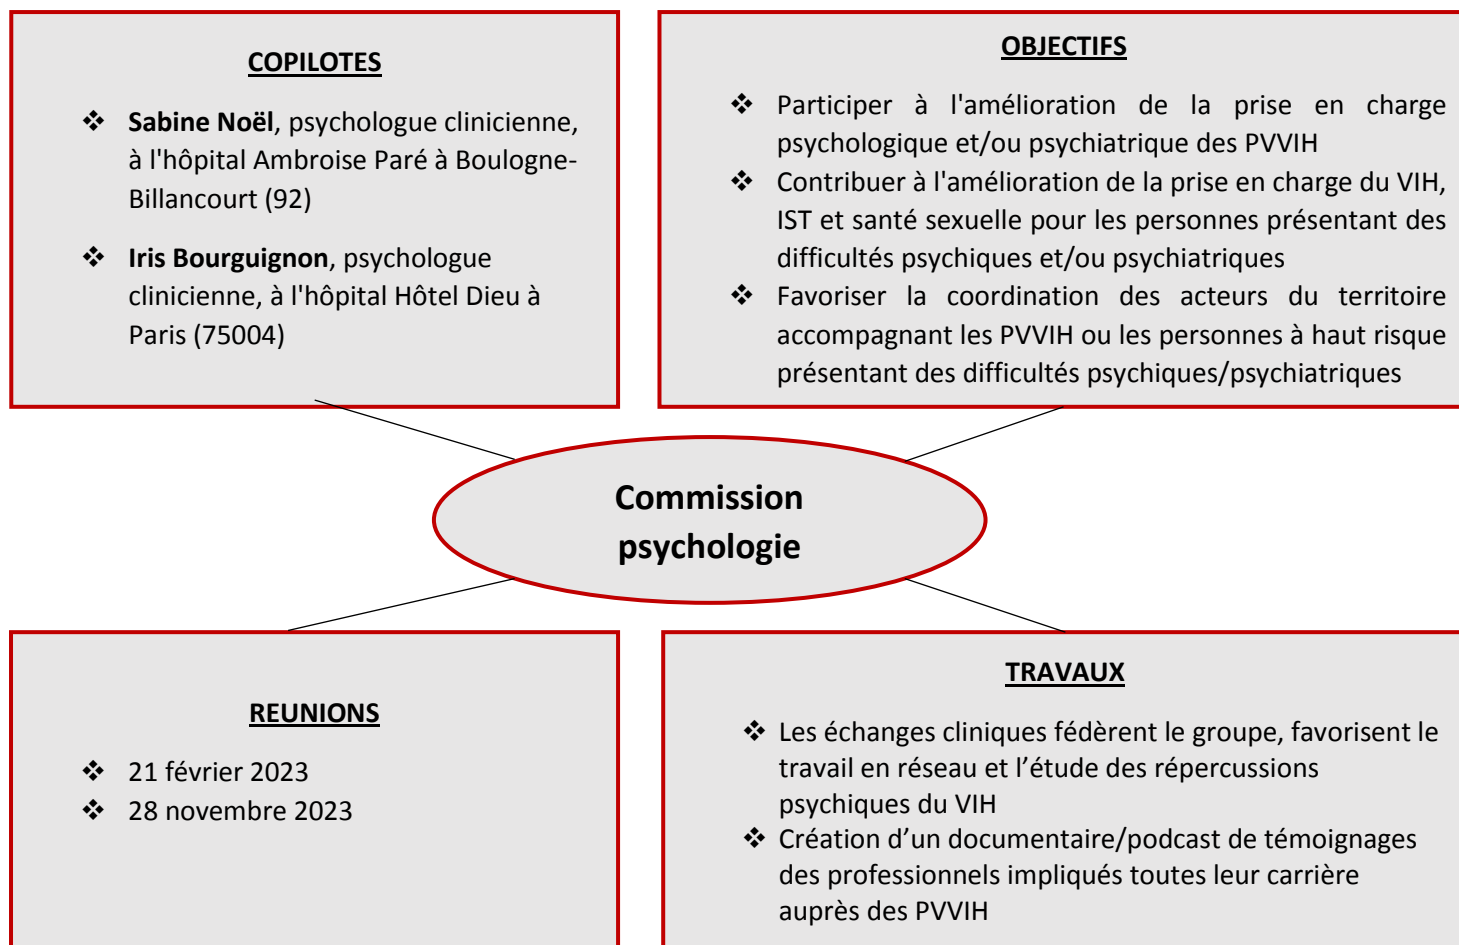 COPILOTES
❖ Sabine Noël, psychologue clinicienne,
à l'hôpital Ambroise Paré à Boulogne-
Billancourt (92)
❖ Iris Bourguignon, psychologue
clinicienne, à l'hôpital Hôtel Dieu à
Paris (75004)
OBJECTIFS
❖ Participer à l'amélioration de la prise en charge
psychologique et/ou psychiatrique des PVVIH
❖ Contribuer à l'amélioration de la prise en charge du VIH,
IST et santé sexuelle pour les personnes présentant des
difficultés psychiques et/ou psychiatriques
❖ Favoriser la coordination des acteurs du territoire
accompagnant les PVVIH ou les personnes à haut risque
présentant des difficultés psychiques/psychiatriques
Commission
psychologie
REUNIONS
❖ 21 février 2023
❖ 28 novembre 2023
TRAVAUX
❖ Les échanges cliniques fédèrent le groupe, favorisent le
travail en réseau et l’étude des répercussions
psychiques du VIH
❖ Création d’un documentaire/podcast de témoignages
des professionnels impliqués toutes leur carrière
auprès des PVVIH